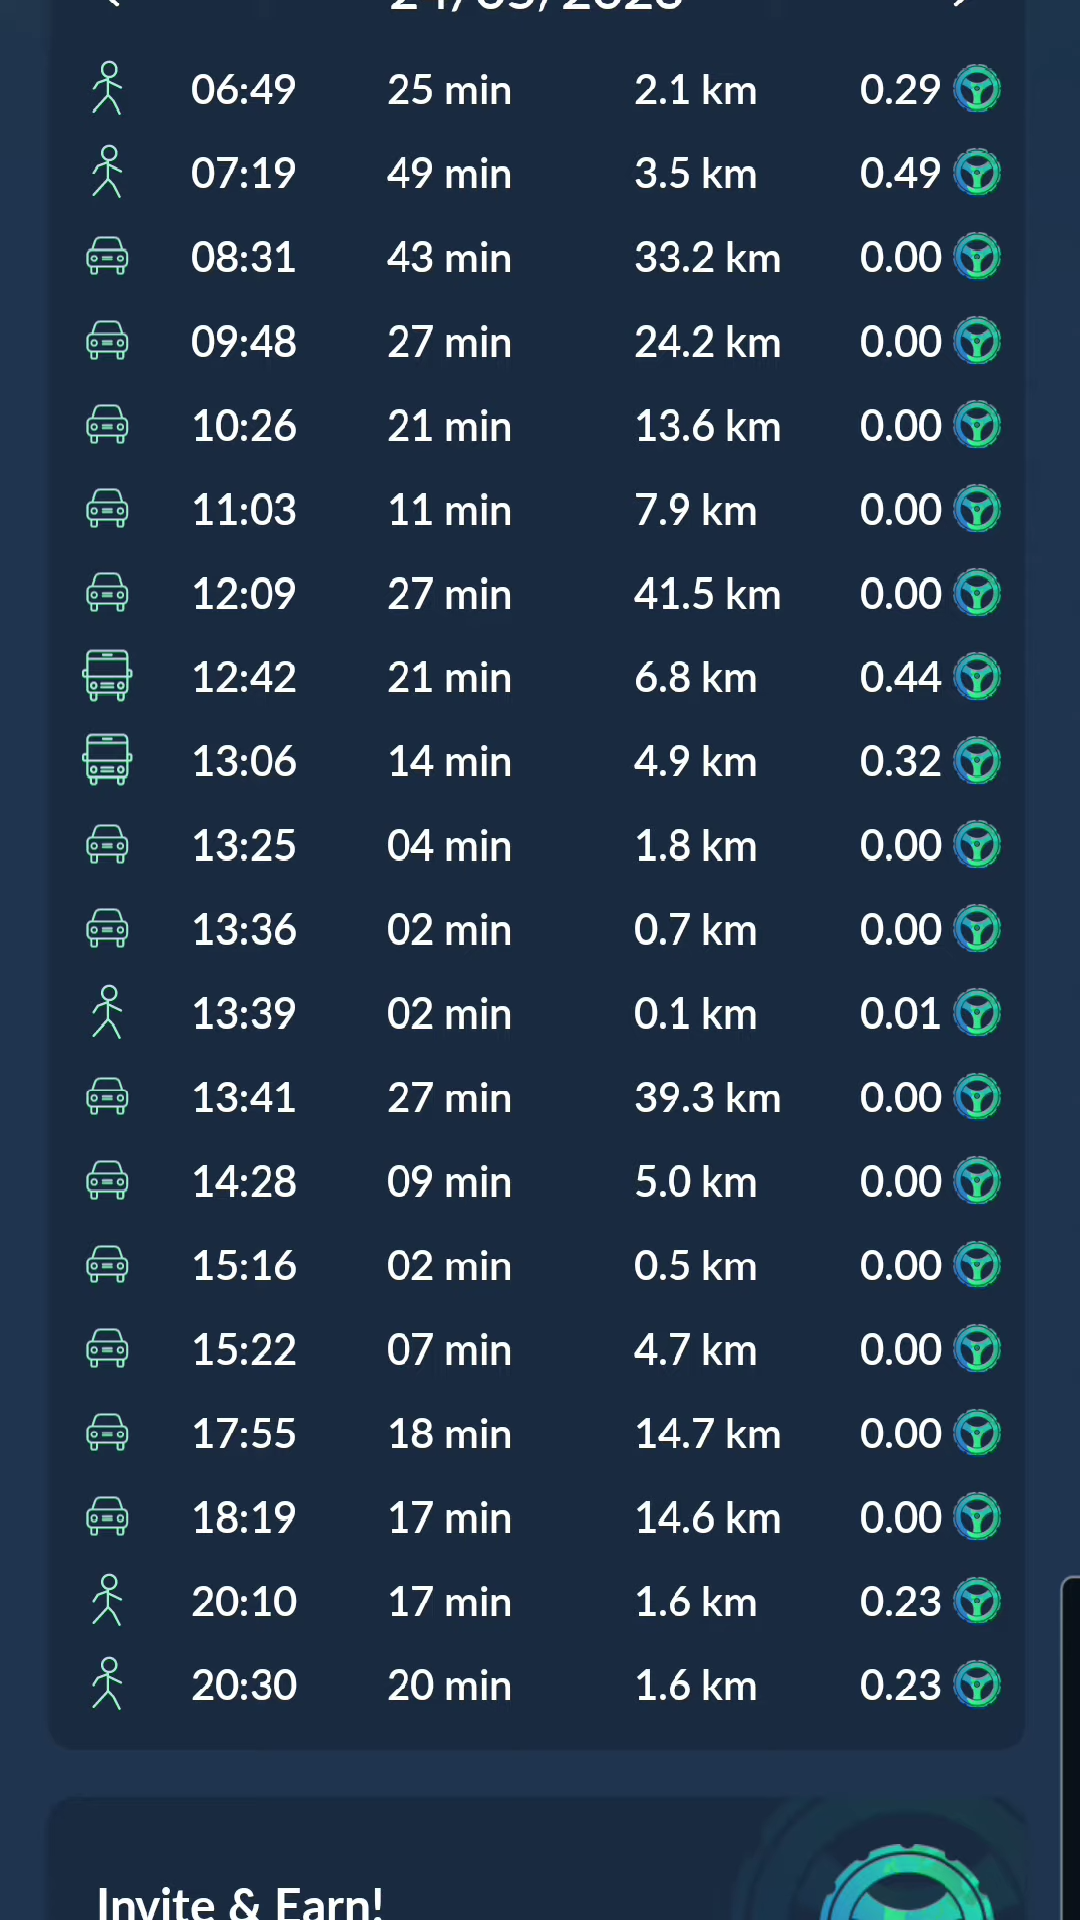 06:49 25 min 2.1 km 0.29
07:19 49 min 3.5 km 0.49
08:31 43 min 33.2 km 0.00
09:48 27 min 24.2 km 0.00
10:26 21 min 13.6 km 0.00
11:03 11 min 7.9 km 0.00
12:09 27 min 41.5 km 0.00
12:42 21 min 6.8 km 0.44
13:06 14 min 4.9 km 0.32
13:25 04 min 1.8 km 0.00
13:36 02 min 0.7 km 0.00
13:39 02 min 0.1 km 0.01
13:41 27 min 39.3 km 0.00
14:28 09 min 5.0 km 0.00
15:16 02 min 0.5 km 0.00
15:22 07 min 4.7 km 0.00
17:55 18 min 14.7 km 0.00
18:19 17 min 14.6 km 0.00
20:10 17 min 1.6 km 0.23
20:30 20 min 1.6 km 0.23
Invite & Earn!